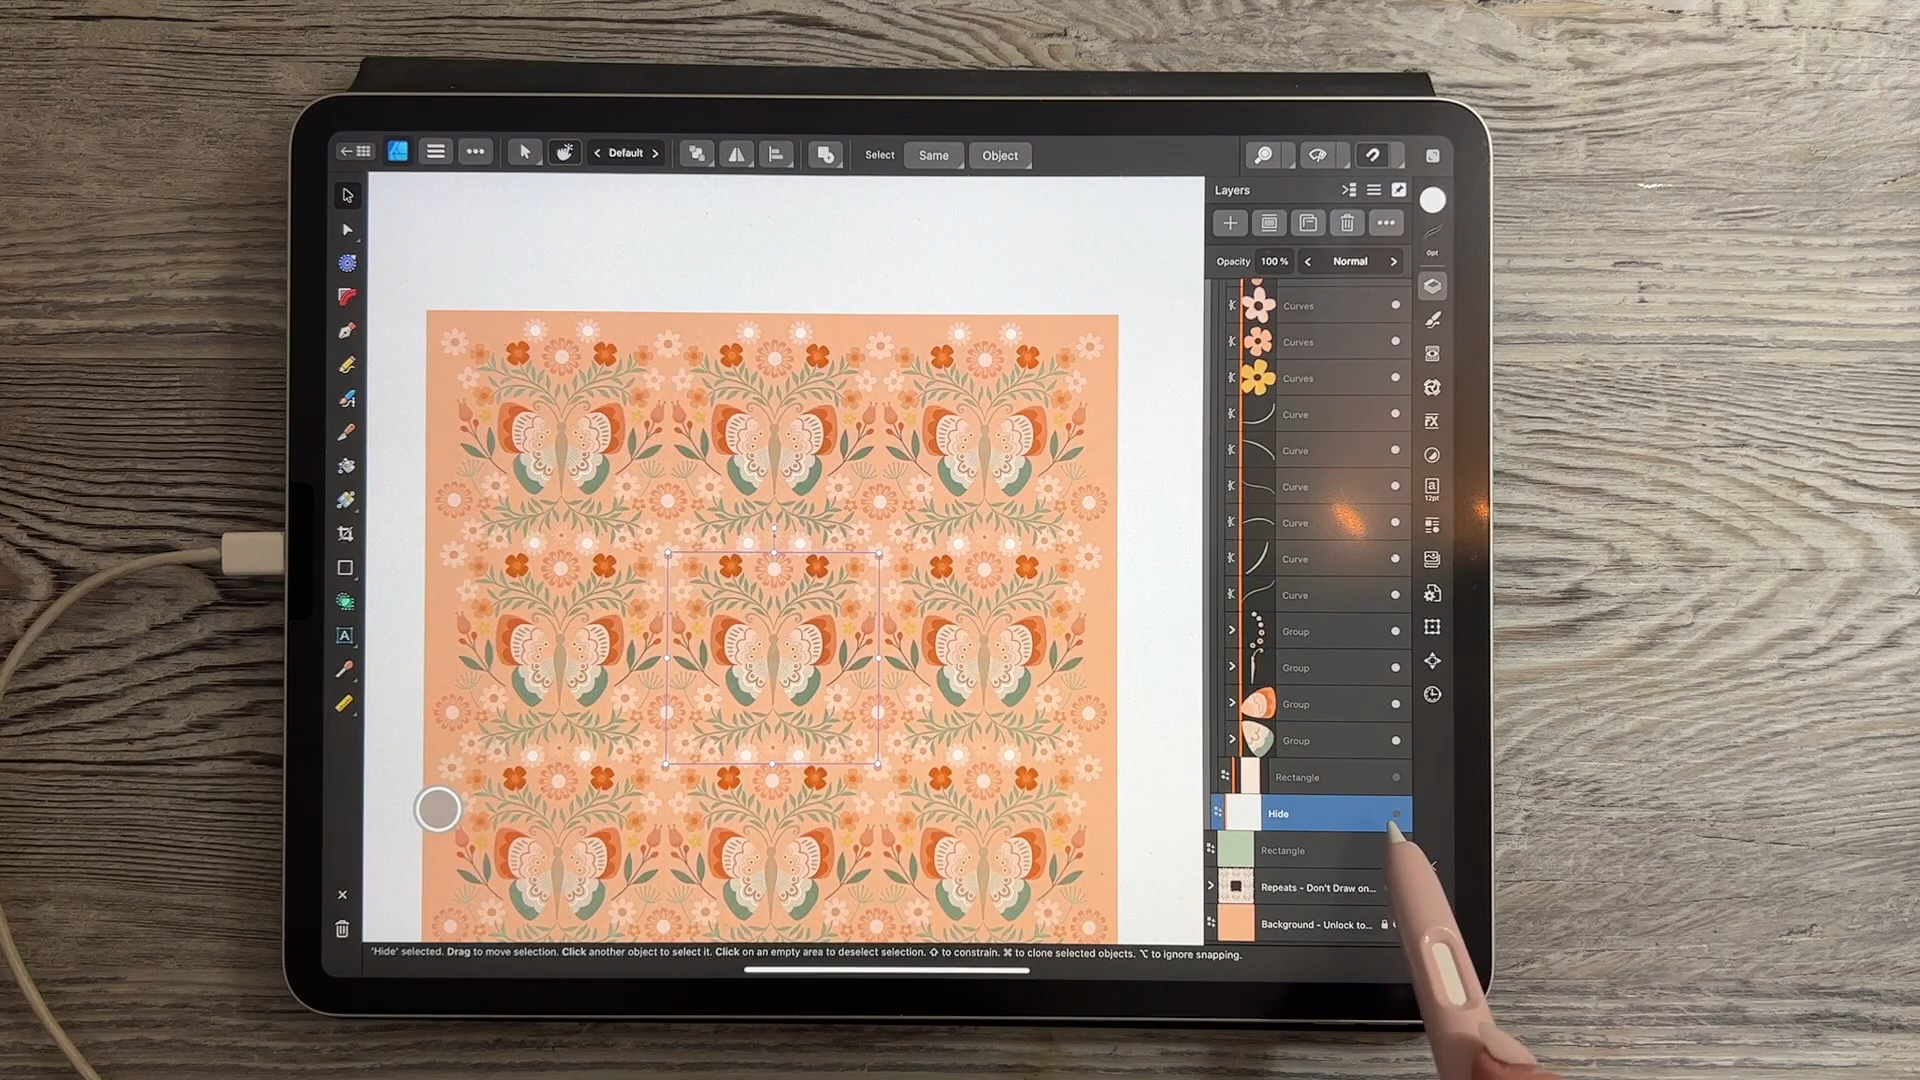 Default
Select
Same
Object
Layers
Opacity 100 % Normal
0pt
Curves
Curves
Curves
Curve
Curve
Curve
a
12pt
Curve
Curve
Curve
Group
Group
Group
Group
Rectangle
Hide
Rectangle
Repeats - Don't Draw on...
Background - Unlock to...
FX
A
'Hide' selected. Drag to move selection. Click another object to select it. Click on an empty area to deselect selection. ⇧ to constrain. ⌘ to clone selected objects. ⌥ to ignore snapping.